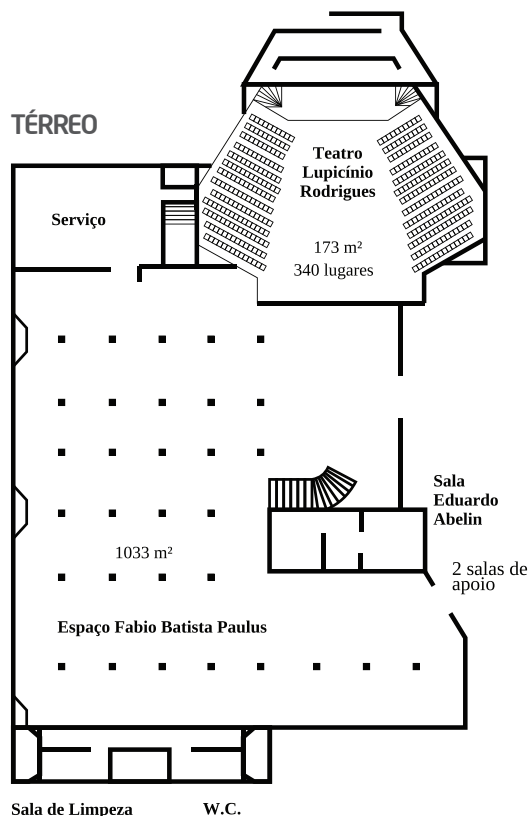 TÉRREO
Teatro
Lupicínio
Rodrigues
173 m²
340 lugares
Serviço
Sala
Eduardo
Abelin
2 salas de
apoio
1033 m²
Espaço Fabio Batista Paulus
Sala de Limpeza
W.C.